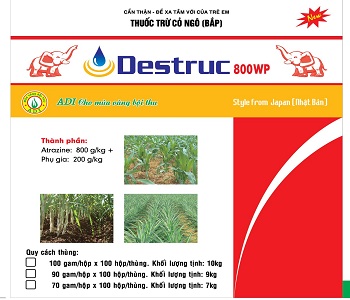 CẨN THẬN - ĐỂ XA TẦM VỚI CỦA TRẺ EM
THUỐC TRỪ CỎ NGÔ (BẮP)
New
Destruc 800WP
ADI Cho mùa vàng bội thu
Style from Japan (Nhật Bản)
Thành phần:
Atrazine: 800 g/kg +
Phụ gia: 200 g/kg
Quy cách thùng:
100 gam/hộp x 100 hộp/thùng. Khối lượng tịnh: 10kg
90 gam/hộp x 100 hộp/thùng. Khối lượng tịnh: 9kg
70 gam/hộp x 100 hộp/thùng. Khối lượng tịnh: 7kg